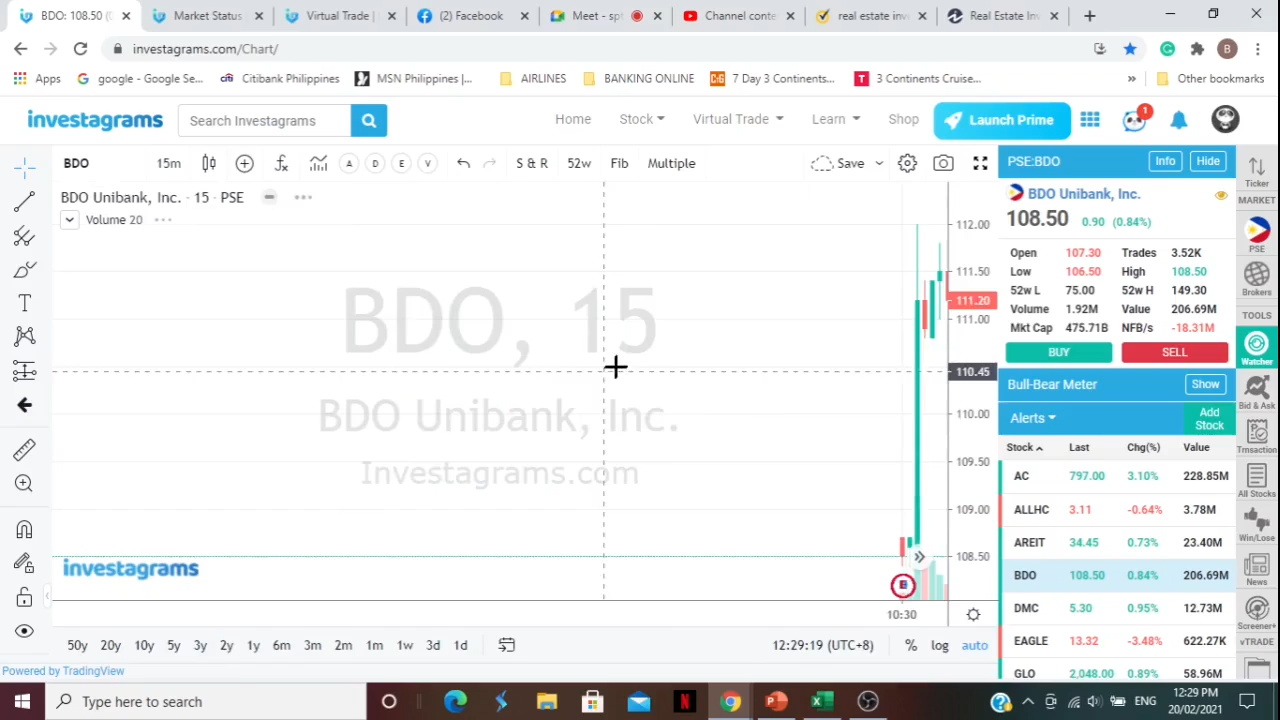 BDO: 108.50 (0
Market Status |
Virtual Trade |
(2) Facebook
Meet - spt
Channel conte
real estate inv
Real Estate In
investagrams.com/Chart/
B
Apps
google - Google Se...
Citibank Philippines
MSN Philippines |...
AIRLINES
BANKING ONLINE
7 Day 3 Continents...
3 Continents Cruise...
»
Other bookmarks
investagrams
Search Investagrams
Home
Stock
Virtual Trade
Learn
Shop
Launch Prime
1
BDO
15m
A
D
E
V
S & R
52w
Fib
Multiple
Save
BDO Unibank, Inc. · 15 · PSE
Volume 20
BDO, 15
BDO Unibank, Inc.
Investagrams.com
investagrams
112.00
111.50
111.20
111.00
110.45
110.00
109.50
109.00
108.50
E
10:30
50y
20y
10y
5y
3y
2y
1y
6m
3m
2m
1m
1w
3d
1d
12:29:19 (UTC+8)
%
log
auto
Powered by TradingView
PSE:BDO
Info
Hide
BDO Unibank, Inc.
108.50 0.90 (0.84%)
Open 107.30 Trades 3.52K
Low 106.50 High 108.50
52w L 75.00 52w H 149.30
Volume 1.92M Value 206.69M
Mkt Cap 475.71B NFB/s -18.31M
BUY
SELL
Bull-Bear Meter
Show
Alerts
Add
Stock
Stock Last Chg(%) Value
AC 797.00 3.10% 228.85M
ALLHC 3.11 -0.64% 3.78M
AREIT 34.45 0.73% 23.40M
BDO 108.50 0.84% 206.69M
DMC 5.30 0.95% 12.73M
EAGLE 13.32 -3.48% 622.27K
GLO 2,048.00 0.89% 58.96M
Ticker
MARKET
PSE
Brokers
TOOLS
Watcher
Bid & Ask
Trnsaction
All Stocks
Win/Lose
News
Screener+
vTRADE
Type here to search
ENG
12:29 PM
20/02/2021